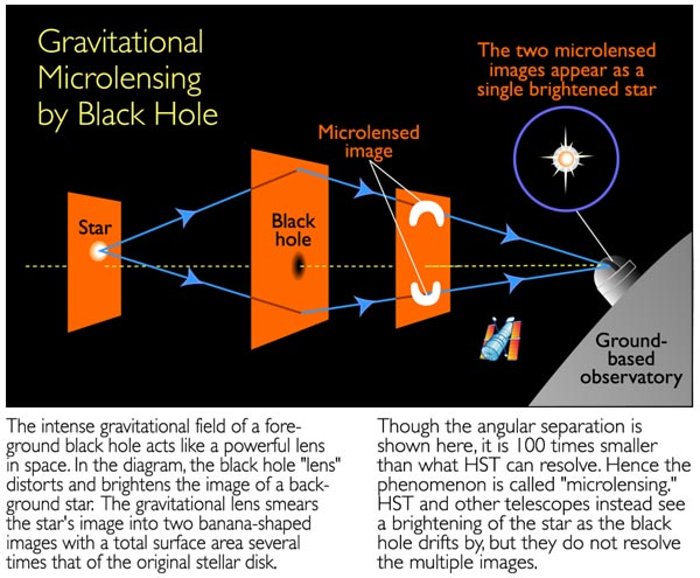 Gravitational
Microlensing
by Black Hole
The two microlensed
images appear as a
single brightened star
Microlensed
image
Star
Black
hole
Ground-
based
observatory
The intense gravitational field of a fore-
ground black hole acts like a powerful lens
in space. In the diagram, the black hole "lens"
distorts and brightens the image of a back-
ground star. The gravitational lens smears
the star's image into two banana-shaped
images with a total surface area several
times that of the original stellar disk.
Though the angular separation is
shown here, it is 100 times smaller
than what HST can resolve. Hence the
phenomenon is called "microlensing."
HST and other telescopes instead see
a brightening of the star as the black
hole drifts by, but they do not resolve
the multiple images.